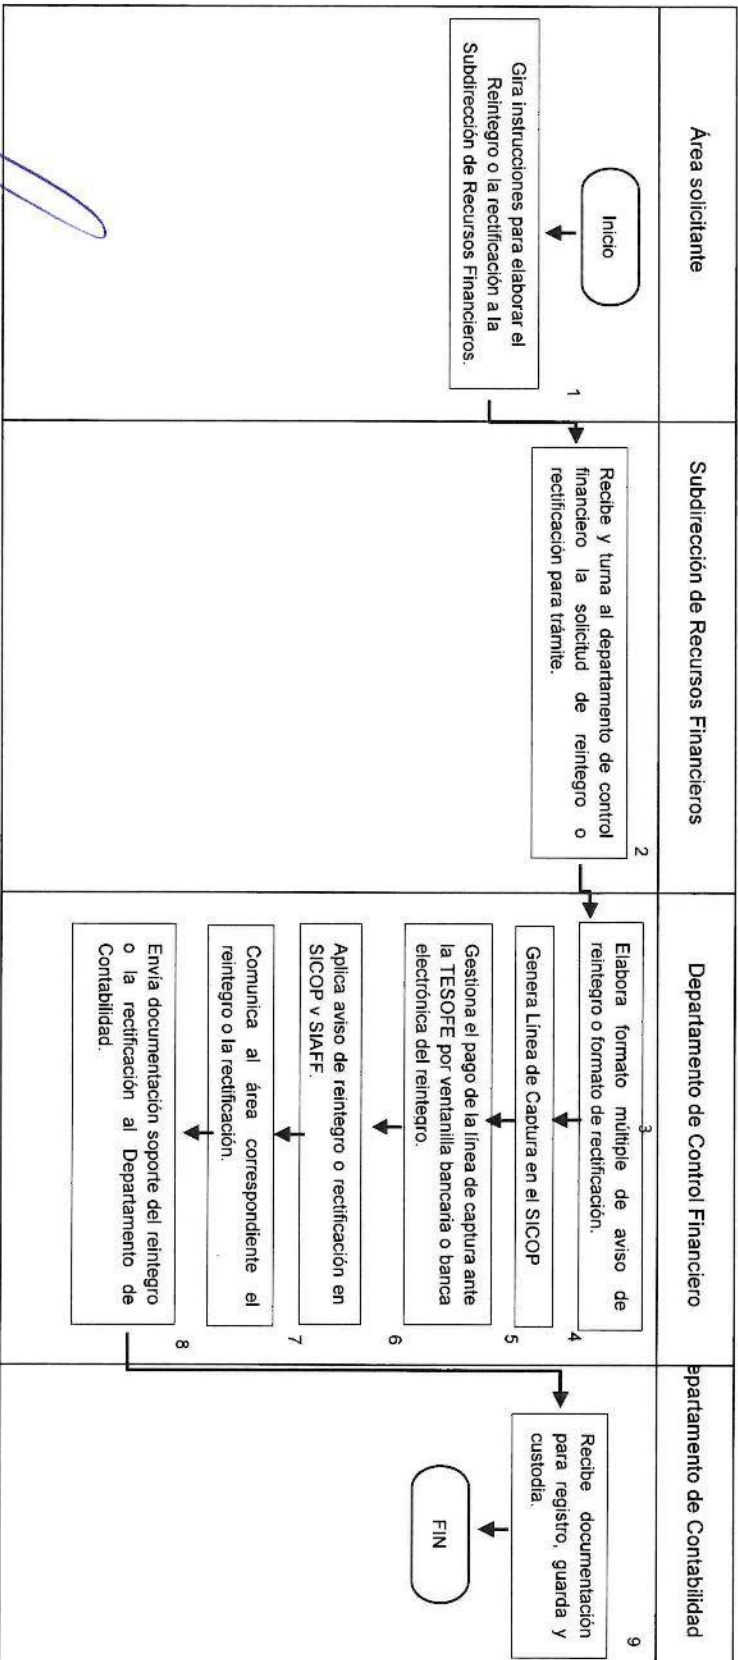 Área solicitante
Inicio
1
Gira instrucciones para elaborar el
Reintegro o la rectificación a la
Subdirección de Recursos Financieros.
Subdirección de Recursos Financieros
2
Recibe y turna al departamento de control
financiero la solicitud de reintegro o
rectificación para trámite.
Departamento de Control Financiero
3
Elabora formato múltiple de aviso de
reintegro o formato de rectificación.
4
Genera Línea de Captura en el SICOP
5
Gestiona el pago de la línea de captura ante
la TESOFE por ventanilla bancaria o banca
electrónica del reintegro.
6
Aplica aviso de reintegro o rectificación en
SICOP y SIAFF.
7
Comunica al área correspondiente el
reintegro o la rectificación.
8
Envía documentación soporte del reintegro
o la rectificación al Departamento de
Contabilidad.
epartamento de Contabilidad
9
Recibe documentación
para registro, guarda y
custodia.
FIN